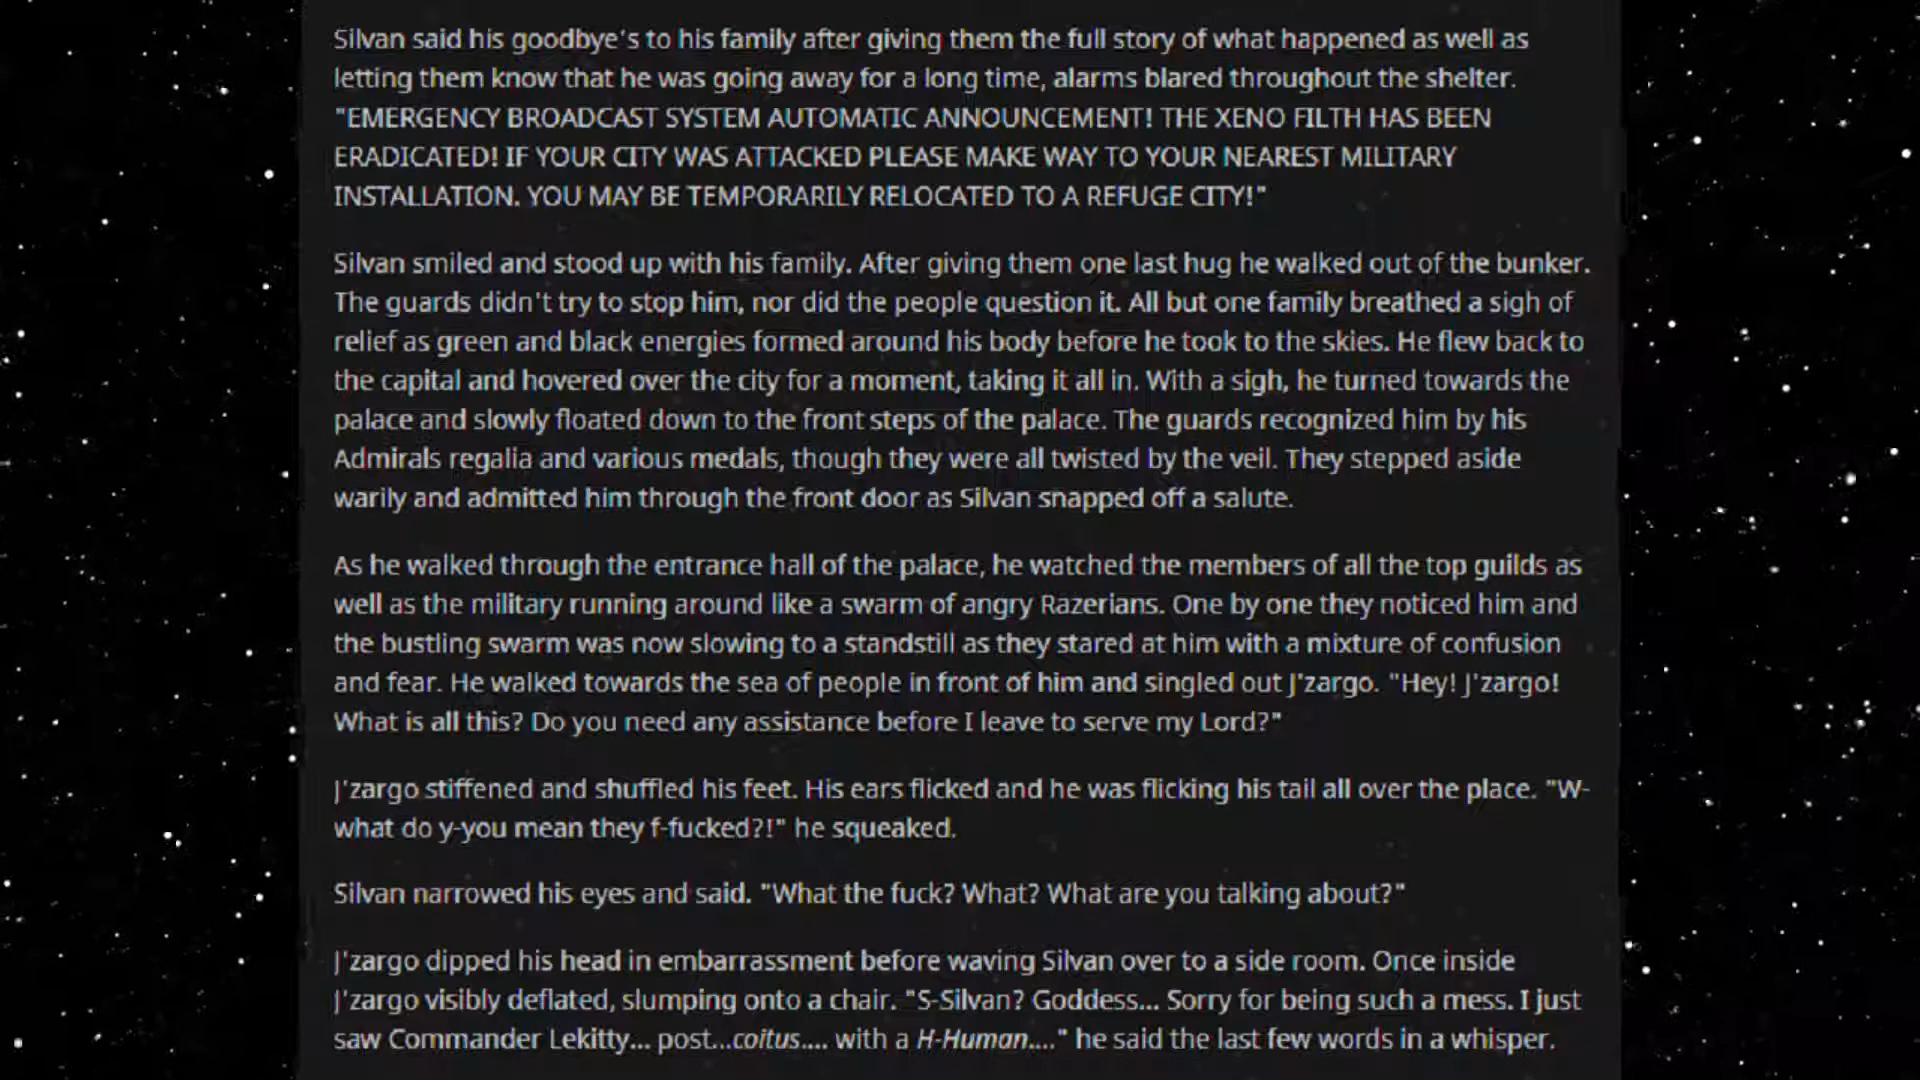 Silvan said his goodbye's to his family after giving them the full story of what happened as well as
letting them know that he was going away for a long time, alarms blared throughout the shelter.
"EMERGENCY BROADCAST SYSTEM AUTOMATIC ANNOUNCEMENT! THE XENO FILTH HAS BEEN
ERADICATED! IF YOUR CITY WAS ATTACKED PLEASE MAKE WAY TO YOUR NEAREST MILITARY
INSTALLATION. YOU MAY BE TEMPORARILY RELOCATED TO A REFUGE CITY!"
Silvan smiled and stood up with his family. After giving them one last hug he walked out of the bunker.
The guards didn't try to stop him, nor did the people question it. All but one family breathed a sigh of
relief as green and black energies formed around his body before he took to the skies. He flew back to
the capital and hovered over the city for a moment, taking it all in. With a sigh, he turned towards the
palace and slowly floated down to the front steps of the palace. The guards recognized him by his
Admirals regalia and various medals, though they were all twisted by the veil. They stepped aside
warily and admitted him through the front door as Silvan snapped off a salute.
As he walked through the entrance hall of the palace, he watched the members of all the top guilds as
well as the military running around like a swarm of angry Razerians. One by one they noticed him and
the bustling swarm was now slowing to a standstill as they stared at him with a mixture of confusion
and fear. He walked towards the sea of people in front of him and singled out J'zargo. "Hey! J'zargo!
What is all this? Do you need any assistance before I leave to serve my Lord?"
J'zargo stiffened and shuffled his feet. His ears flicked and he was flicking his tail all over the place. "W-
what do y-you mean they f-fucked?!" he squeaked.
Silvan narrowed his eyes and said. "What the fuck? What? What are you talking about?"
J'zargo dipped his head in embarrassment before waving Silvan over to a side room. Once inside
J'zargo visibly deflated, slumping onto a chair. "S-Silvan? Goddess... Sorry for being such a mess. I just
saw Commander Lekitty... post...coitus.... with a H-Human...." he said the last few words in a whisper.